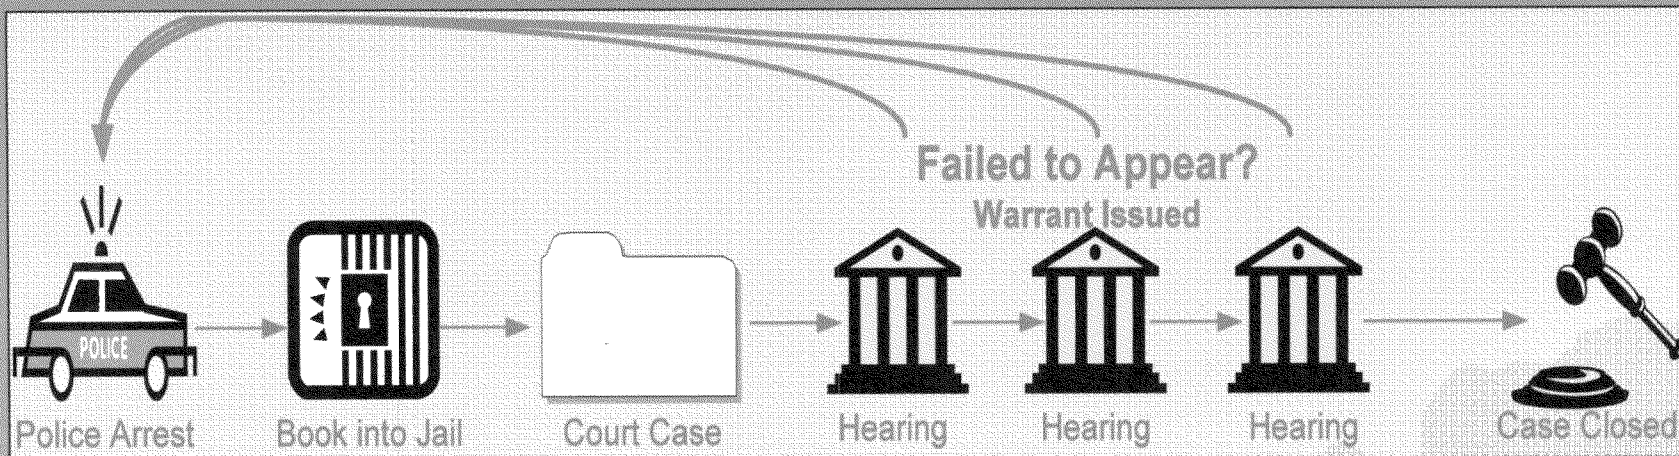 Failed to Appear?
Warrant Issued
POLICE
Police Arrest
Book into Jail
Court Case
Hearing
Hearing
Hearing
Case Closed